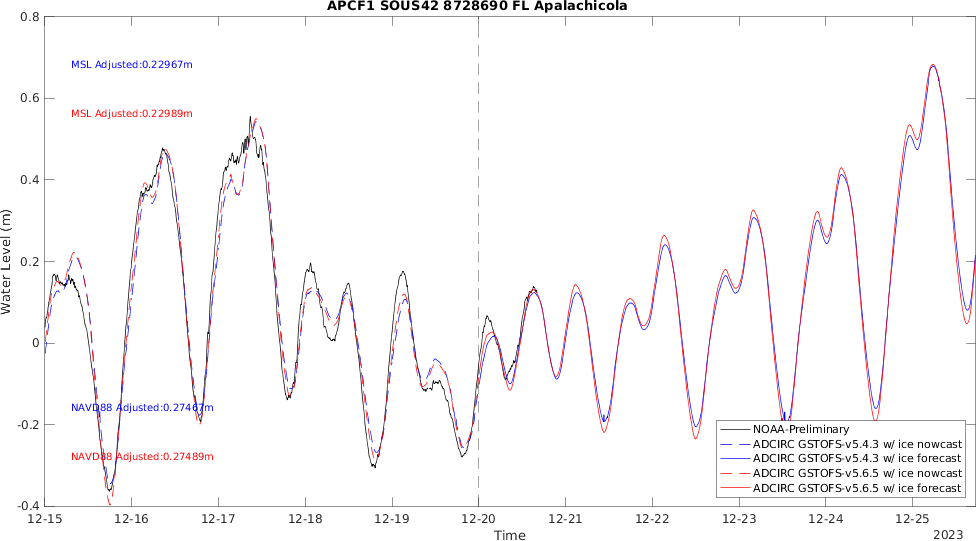 APCF1 SOUS42 8728690 FL Apalachicola
0.8
0.6
0.4
0.2
0
-0.2
-0.4
Water Level (m)
MSL Adjusted:0.22967m
MSL Adjusted:0.22989m
NAVD88 Adjusted:0.27467m
NAVD88 Adjusted:0.27489m
NOAA-Preliminary
ADCIRC GSTOFS-v5.4.3 w/ ice nowcast
ADCIRC GSTOFS-v5.4.3 w/ ice forecast
ADCIRC GSTOFS-v5.6.5 w/ ice nowcast
ADCIRC GSTOFS-v5.6.5 w/ ice forecast
12-15 12-16 12-17 12-18 12-19 12-20 12-21 12-22 12-23 12-24 12-25
Time
2023